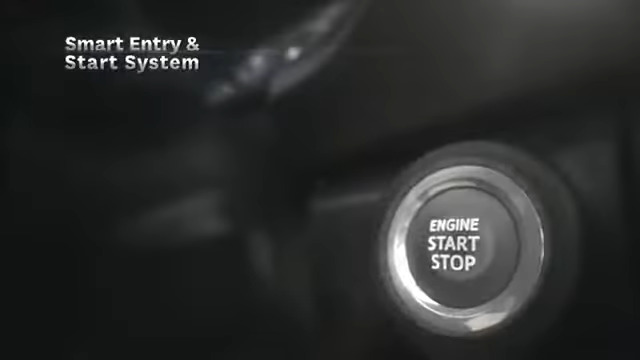 Smart Entry &
Start System
ENGINE
START
STOP